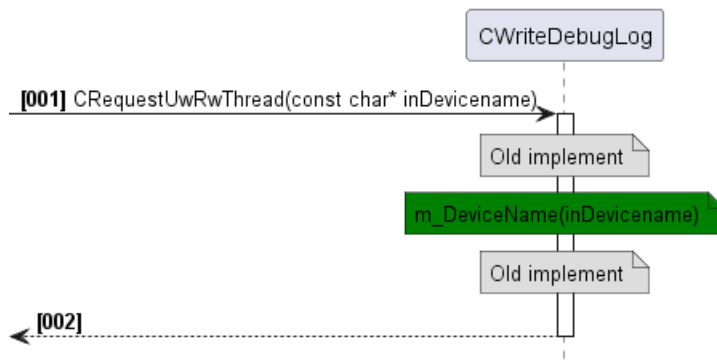 CWriteDebugLog
[001] CRequestUwRwThread(const char* inDevicename)
Old implement
m_DeviceName(inDevicename)
Old implement
[002]